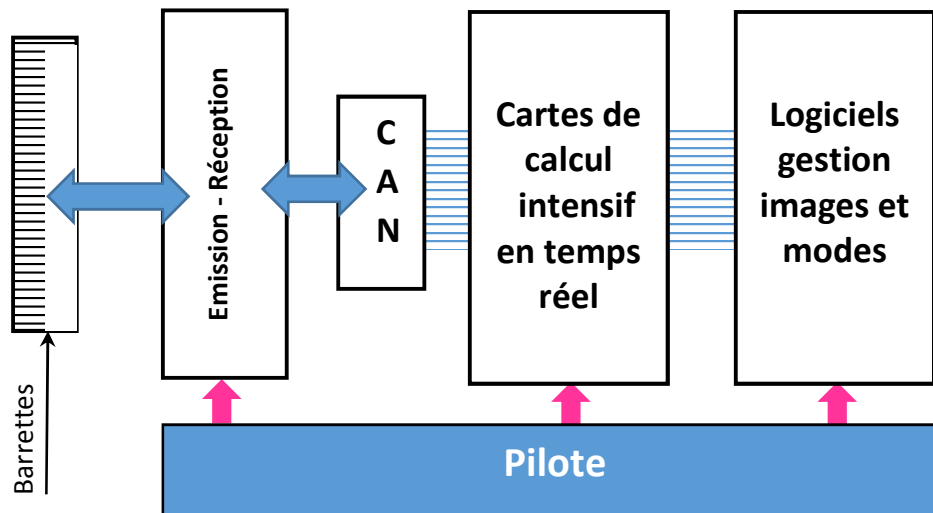 Barrettes
Emission - Réception
C
A
N
Cartes de
calcul
intensif
en temps
réel
Logiciels
gestion
images et
modes
Pilote